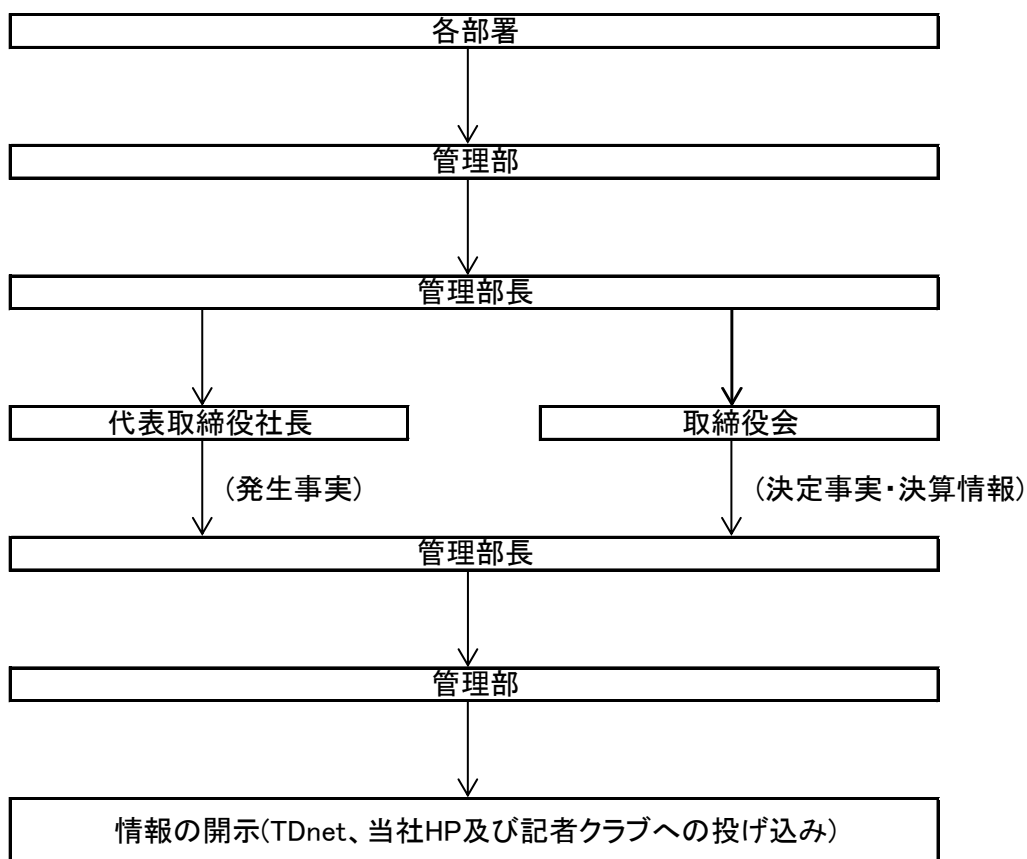 各部署
管理部
管理部長
代表取締役社長
取締役会
(発生事実)
(決定事実・決算情報)
管理部長
管理部
情報の開示(TDnet、当社HP及び記者クラブへの投げ込み)